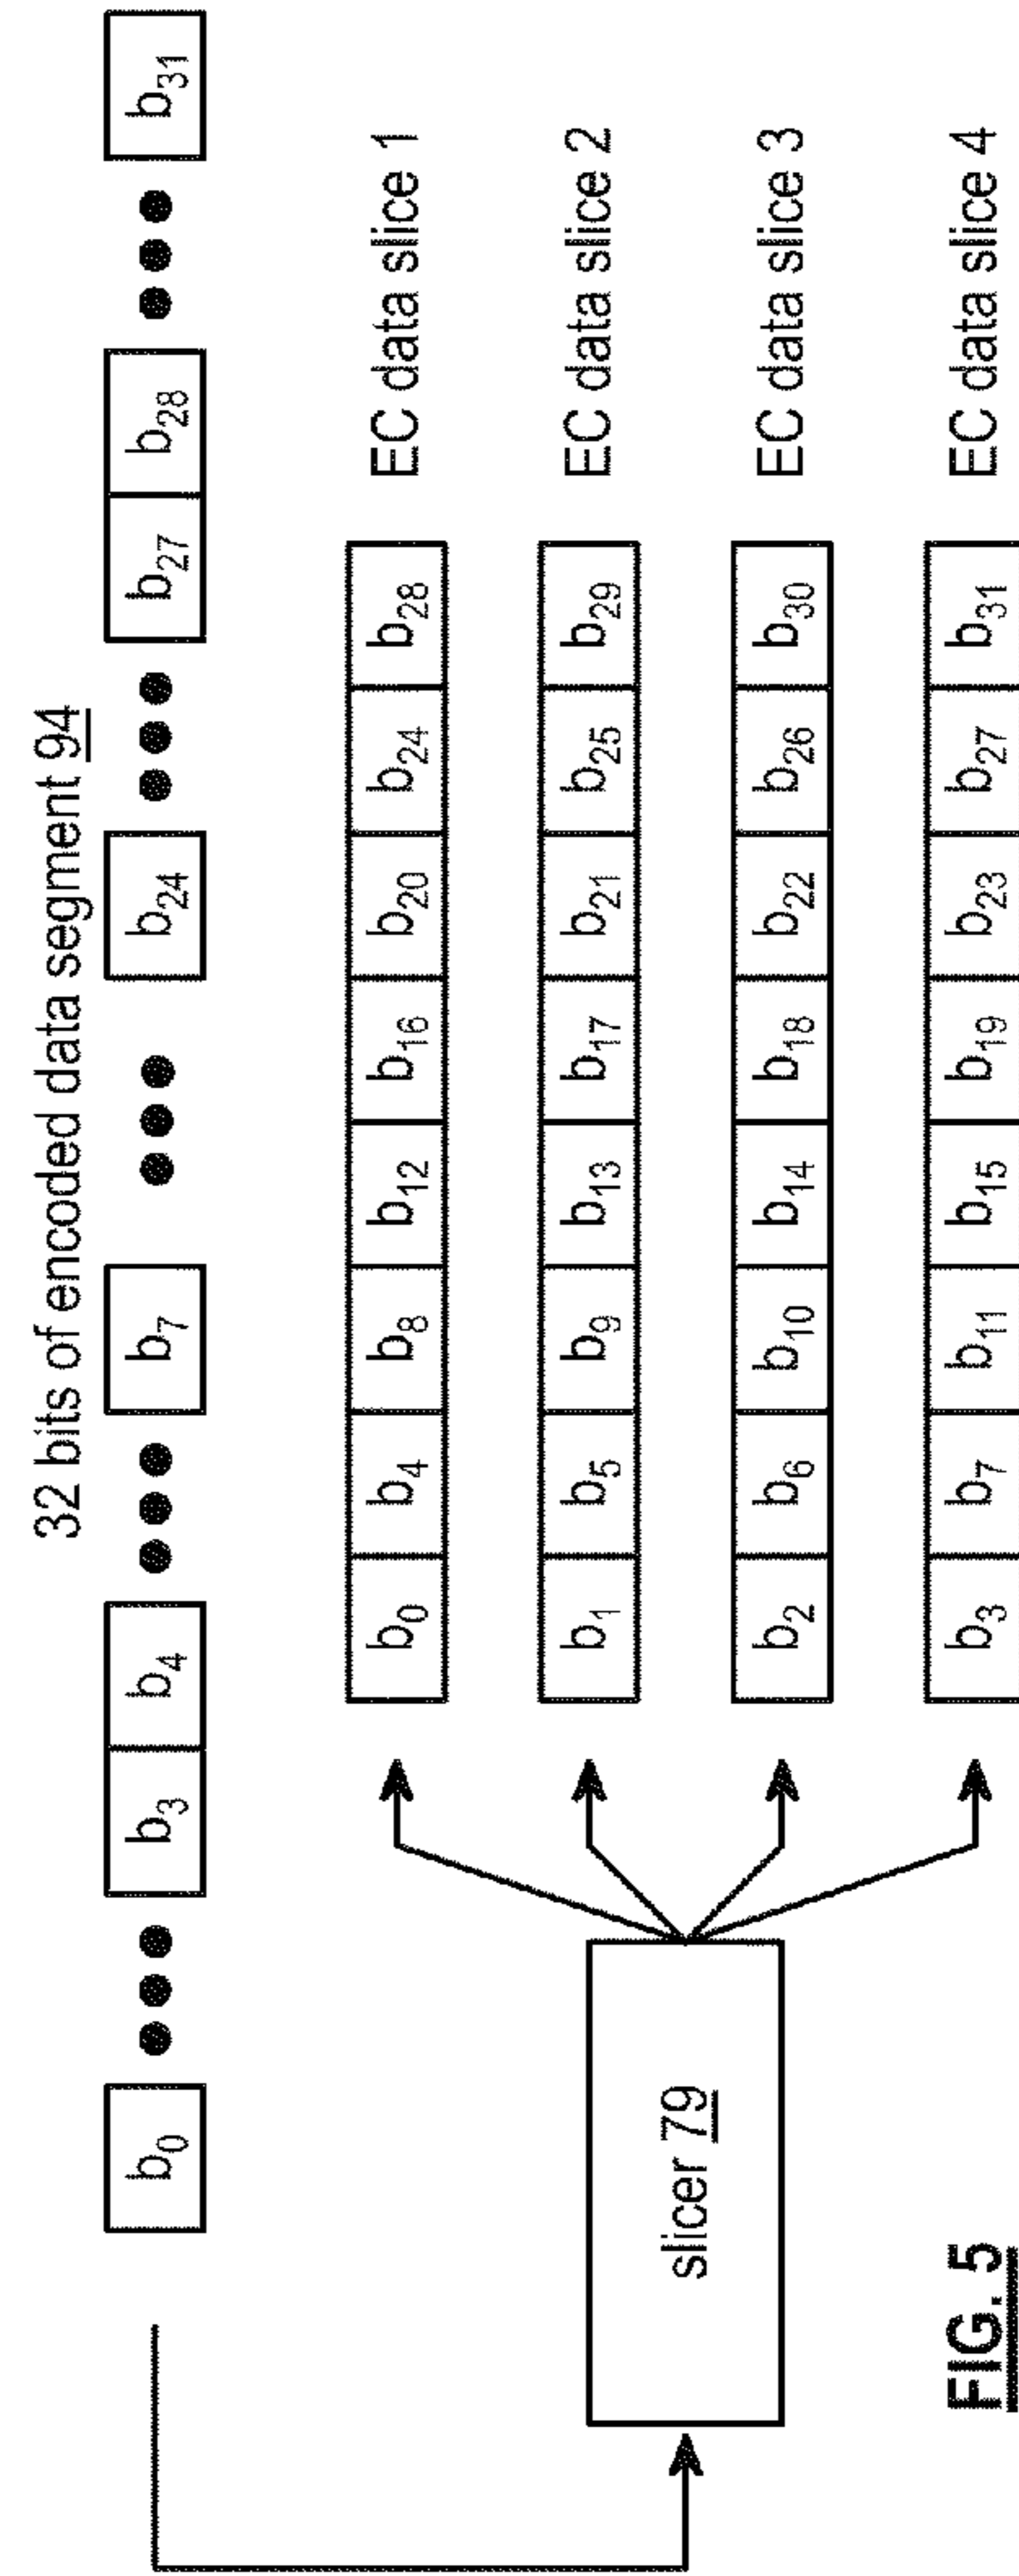 32 bits of encoded data segment 94
b0 b3 b4 b7 b24 b27 b28 b31
b0 b4 b8 b12 b16 b20 b24 b28 EC data slice 1
b1 b5 b9 b13 b17 b21 b25 b29 EC data slice 2
slicer 79
b2 b6 b10 b14 b18 b22 b26 b30 EC data slice 3
b3 b7 b11 b15 b19 b23 b27 b31 EC data slice 4
FIG. 5